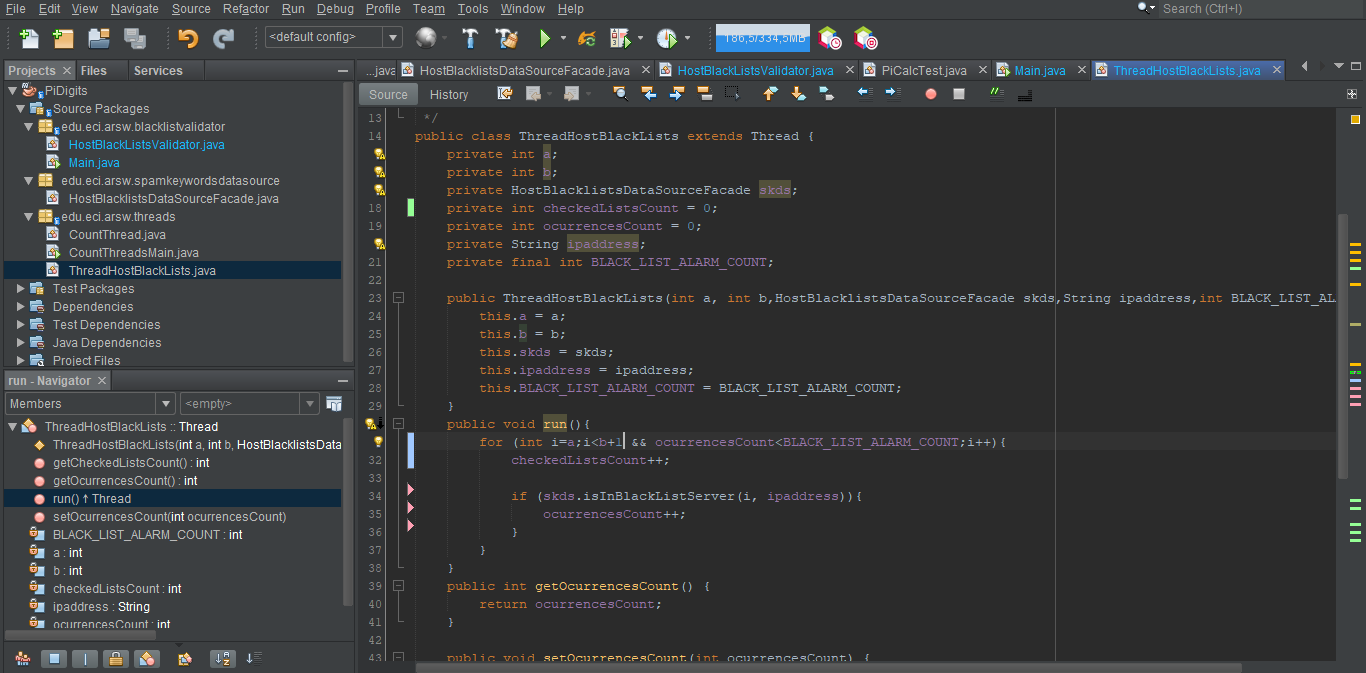 File Edit View Navigate Source Refactor Run Debug Profile Team Tools Window Help Search (Ctrl+I)
<default config> 186,5/334,5MB
Projects Files Services
...java HostBlacklistsDataSourceFacade.java HostBlackListsValidator.java PiCalcTest.java Main.java ThreadHostBlackLists.java
Source History
PiDigits
Source Packages
edu.eci.arsw.blacklistvalidator
HostBlackListsValidator.java
Main.java
edu.eci.arsw.spamkeywordsdatasource
HostBlacklistsDataSourceFacade.java
edu.eci.arsw.threads
CountThread.java
CountThreadsMain.java
ThreadHostBlackLists.java
Test Packages
Dependencies
Test Dependencies
Java Dependencies
Project Files
run - Navigator
Members <empty>
ThreadHostBlackLists :: Thread
ThreadHostBlackLists(int a, int b, HostBlacklistsData
getCheckedListsCount() : int
getOcurrencesCount() : int
run() ↑ Thread
setOcurrencesCount(int ocurrencesCount)
BLACK_LIST_ALARM_COUNT : int
a : int
b : int
checkedListsCount : int
ipaddress : String
ocurrencesCount : int
13 */
14 public class ThreadHostBlackLists extends Thread {
private int a;
private int b;
private HostBlacklistsDataSourceFacade skds;
18 private int checkedListsCount = 0;
19 private int ocurrencesCount = 0;
private String ipaddress;
21 private final int BLACK_LIST_ALARM_COUNT;
22
23 public ThreadHostBlackLists(int a, int b,HostBlacklistsDataSourceFacade skds,String ipaddress,int BLACK_LIST_AL
24 this.a = a;
25 this.b = b;
26 this.skds = skds;
27 this.ipaddress = ipaddress;
28 this.BLACK_LIST_ALARM_COUNT = BLACK_LIST_ALARM_COUNT;
29 }
public void run(){
for (int i=a;i<b+1 && ocurrencesCount<BLACK_LIST_ALARM_COUNT;i++){
32 checkedListsCount++;
33
34 if (skds.isInBlackListServer(i, ipaddress)){
35 ocurrencesCount++;
36 }
37 }
38 }
39 public int getOcurrencesCount() {
40 return ocurrencesCount;
41 }
42
43 public void setOcurrencesCount(int ocurrencesCount) {